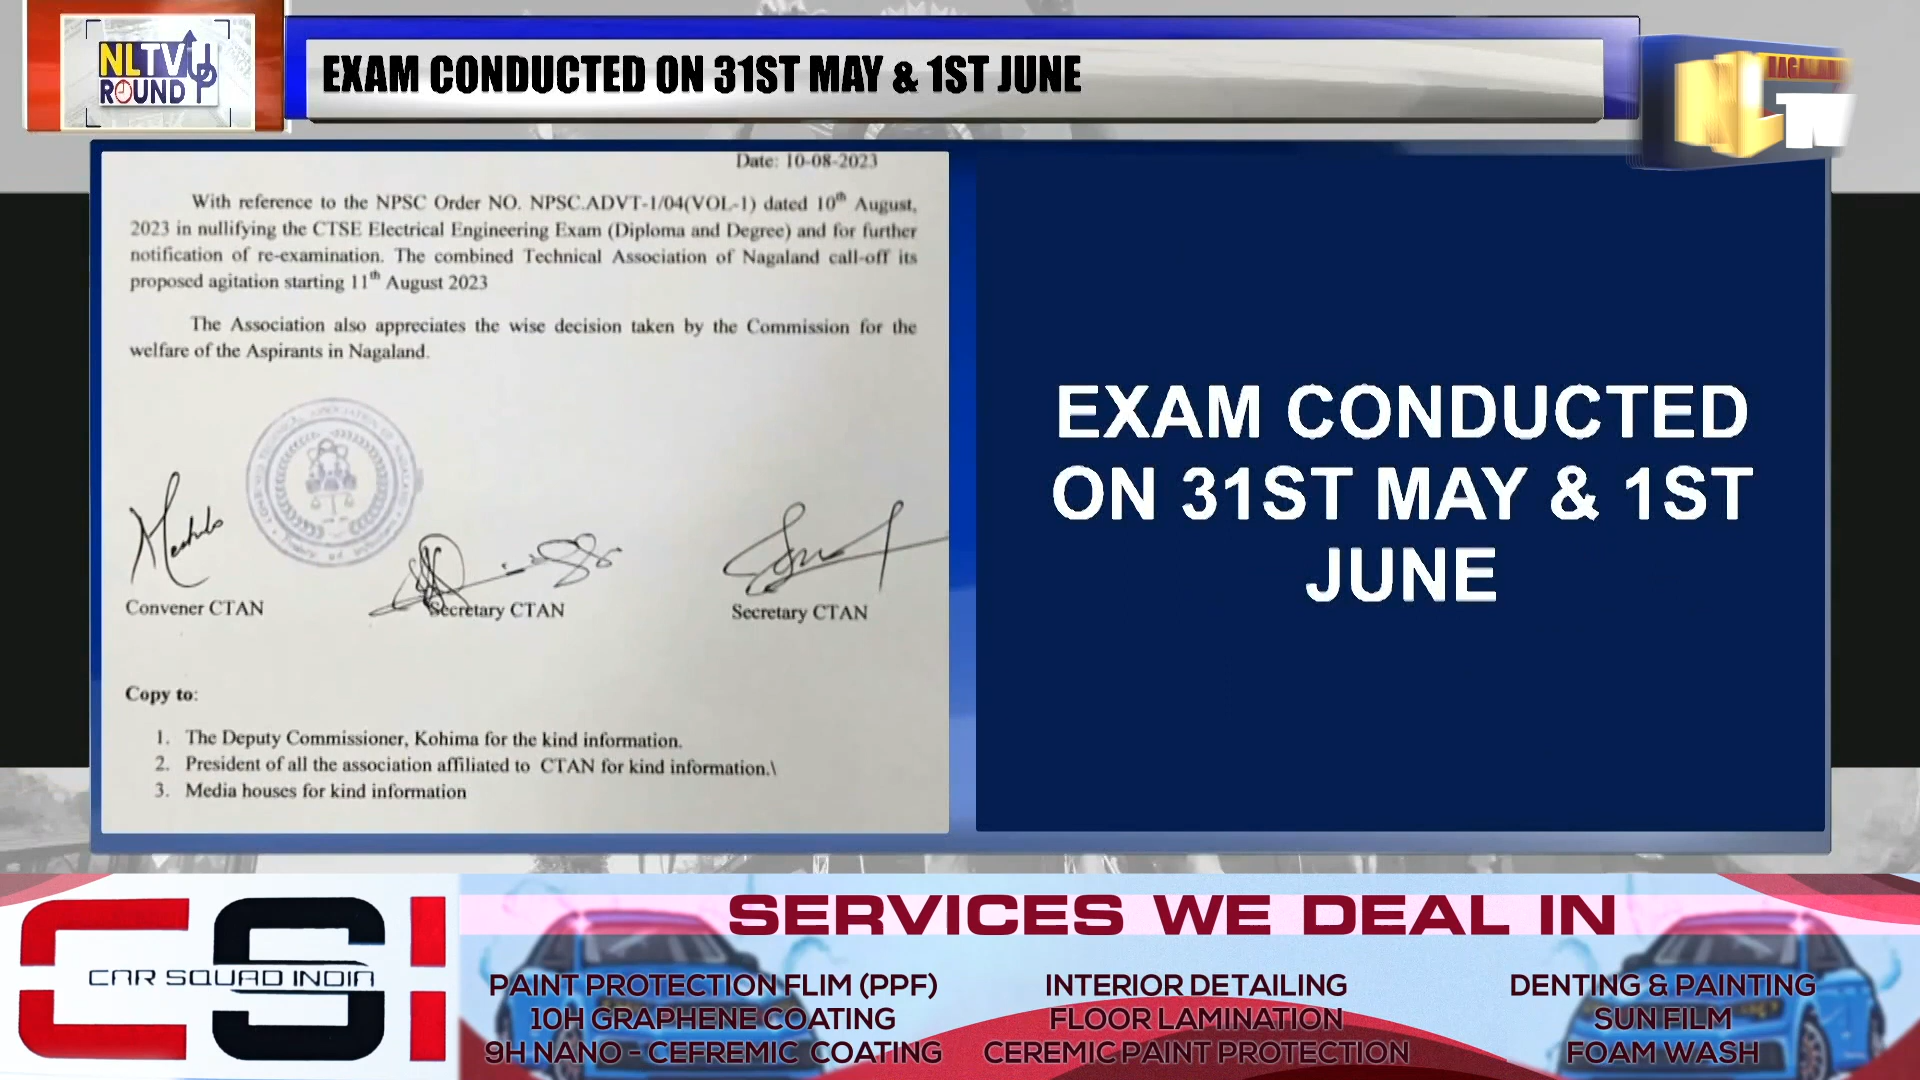 NLTV UP
ROUND
EXAM CONDUCTED ON 31ST MAY & 1ST JUNE
NAGALAND
NLTV
Date: 10-08-2023
With reference to the NPSC Order NO. NPSC.ADVT-1/04(VOL-1) dated 10th August,
2023 in nullifying the CTSE Electrical Engineering Exam (Diploma and Degree) and for further
notification of re-examination. The combined Technical Association of Nagaland call-off its
proposed agitation starting 11th August 2023
The Association also appreciates the wise decision taken by the Commission for the
welfare of the Aspirants in Nagaland.
Convener CTAN
Secretary CTAN
Secretary CTAN
Copy to:
1. The Deputy Commissioner, Kohima for the kind information.
2. President of all the association affiliated to CTAN for kind information.\
3. Media houses for kind information
EXAM CONDUCTED
ON 31ST MAY & 1ST
JUNE
CSI
CAR SQUAD INDIA
SERVICES WE DEAL IN
PAINT PROTECTION FLIM (PPF)
10H GRAPHENE COATING
9H NANO - CEFREMIC COATING
INTERIOR DETAILING
FLOOR LAMINATION
CEREMIC PAINT PROTECTION
DENTING & PAINTING
SUN FILM
FOAM WASH